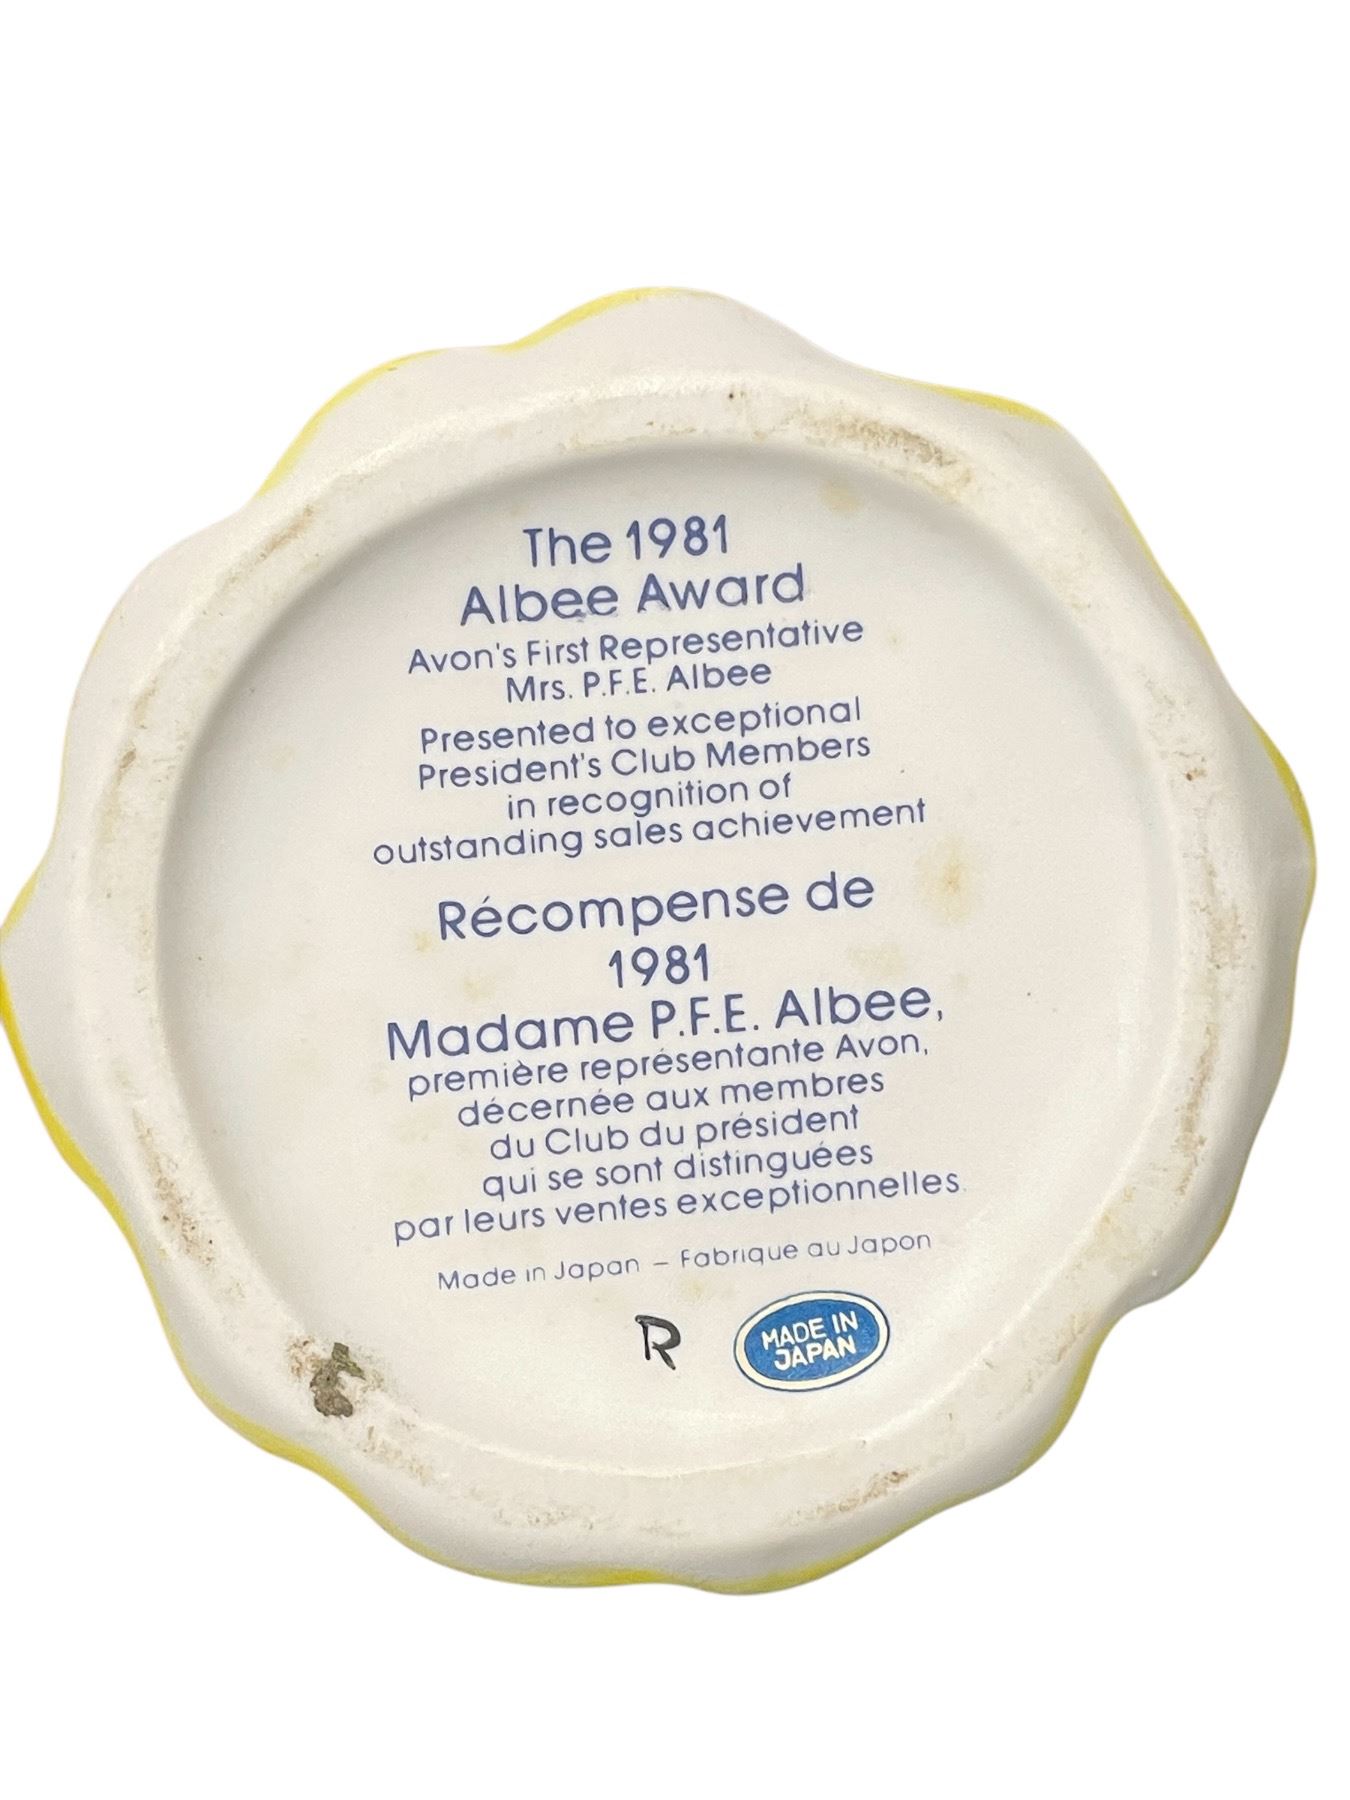 The 1981
Albee Award
Avon's First Representative
Mrs. P.F.E. Albee
Presented to exceptional
President's Club Members
in recognition of
outstanding sales achievement
Récompense de
1981
Madame P.F.E. Albee,
première représentante Avon,
décernée aux membres
du Club du président
qui se sont distinguées
par leurs ventes exceptionnelles.
Made in Japan – Fabrique au Japon
R
MADE IN
JAPAN